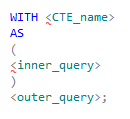 WITH <CTE_name>
AS
(
<inner_query>
)
<outer_query>;